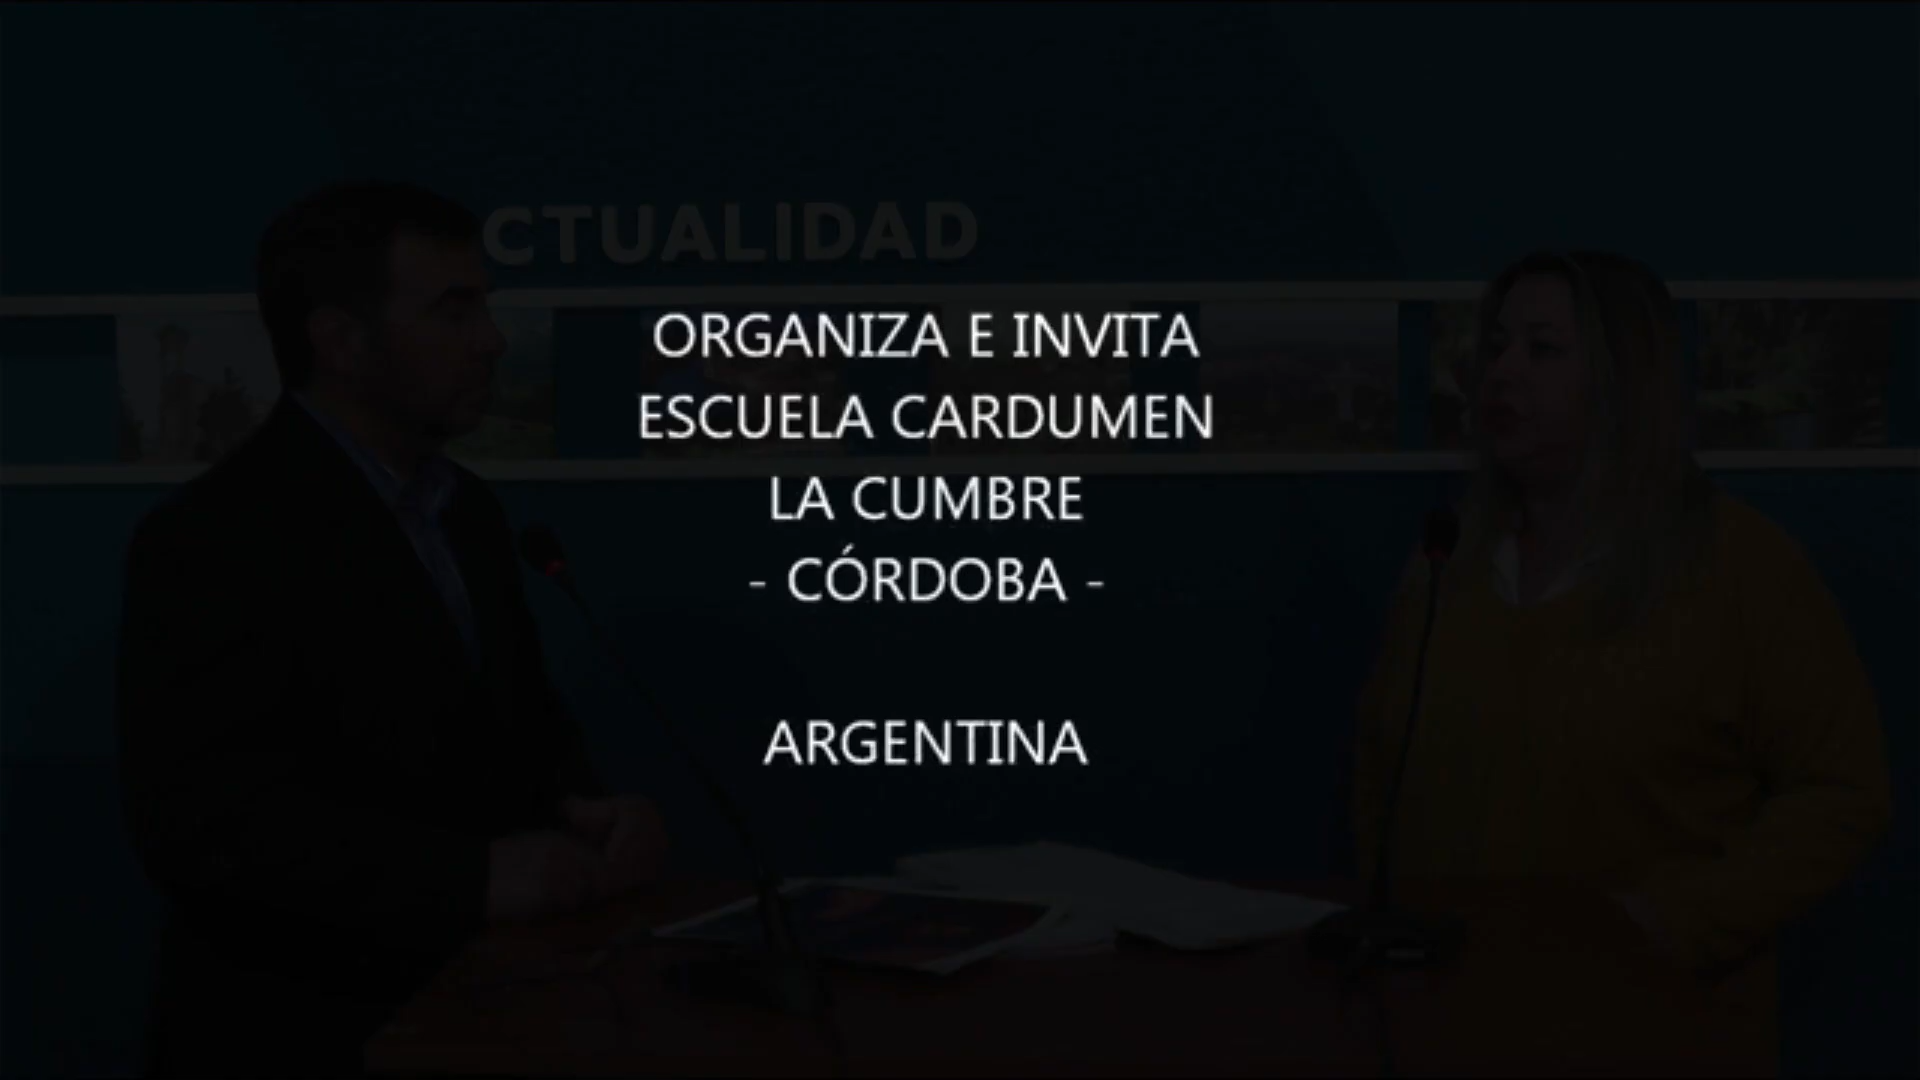 CTUALIDAD
ORGANIZA E INVITA
ESCUELA CARDUMEN
LA CUMBRE
- CÓRDOBA -
ARGENTINA